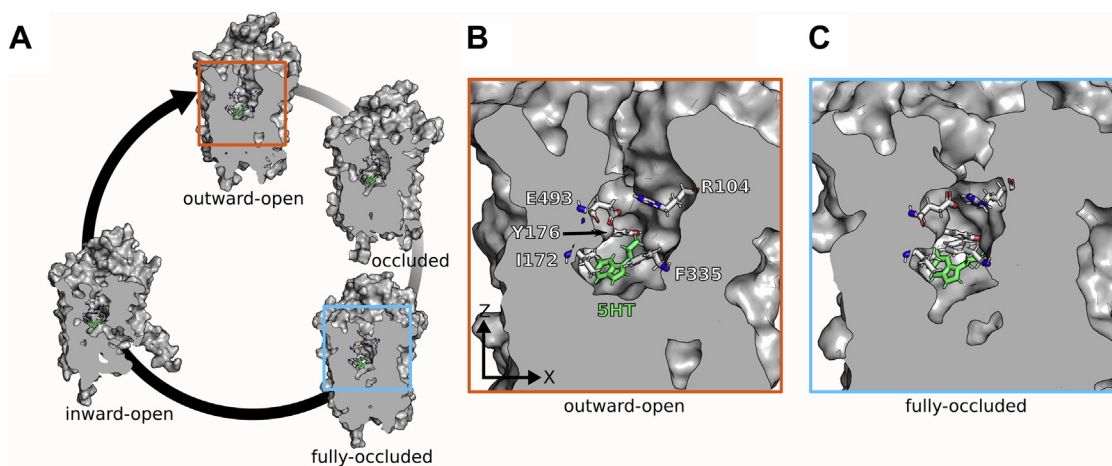 A
outward-open
occluded
inward-open
fully-occluded
B
E493
R104
Y176
I172
F335
5HT
Z
X
outward-open
C
fully-occluded